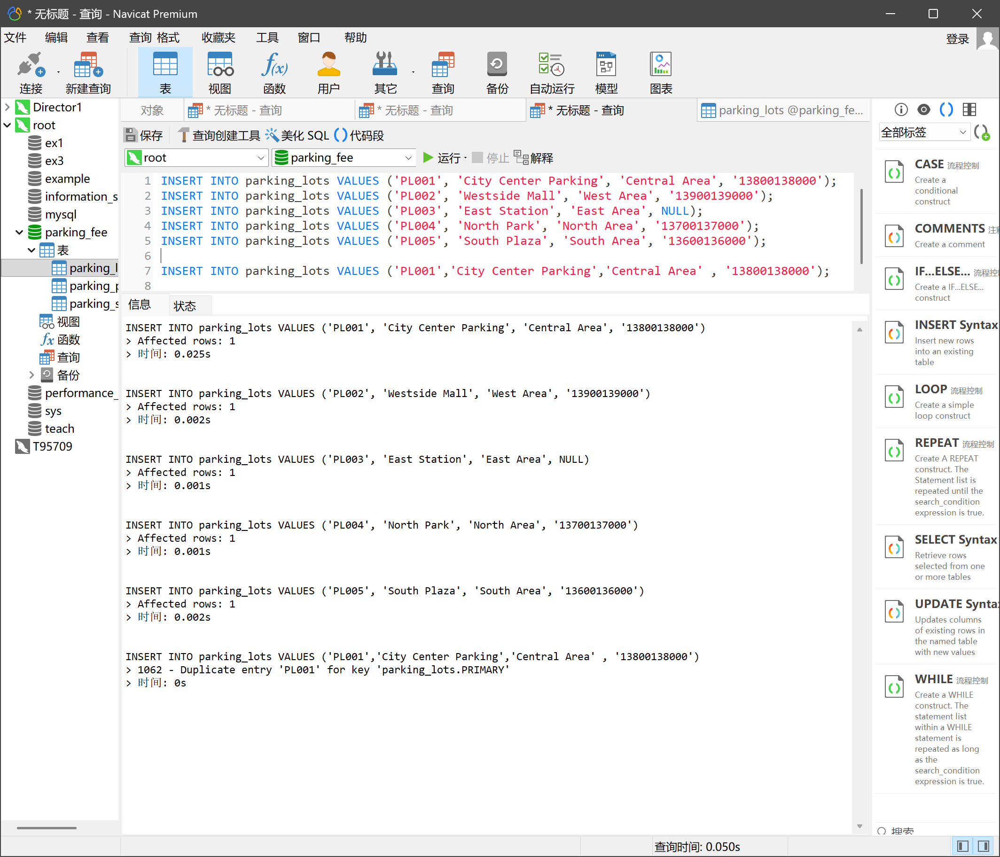 * 无标题 - 查询 - Navicat Premium
文件 编辑 查看 查询 格式 收藏夹 工具 窗口 帮助 登录
连接 新建查询 表 视图 函数 用户 其它 查询 备份 自动运行 模型 图表
Director1
root
ex1
ex3
example
information_s
mysql
parking_fee
表
parking_l
parking_p
parking_s
视图
函数
查询
备份
performance_
sys
teach
T95709
对象 * 无标题 - 查询 * 无标题 - 查询 * 无标题 - 查询 parking_lots @parking_fe...
保存 查询创建工具 美化 SQL 代码段
root parking_fee 运行 停止 解释
1 INSERT INTO parking_lots VALUES ('PL001', 'City Center Parking', 'Central Area', '13800138000');
2 INSERT INTO parking_lots VALUES ('PL002', 'Westside Mall', 'West Area', '13900139000');
3 INSERT INTO parking_lots VALUES ('PL003', 'East Station', 'East Area', NULL);
4 INSERT INTO parking_lots VALUES ('PL004', 'North Park', 'North Area', '13700137000');
5 INSERT INTO parking_lots VALUES ('PL005', 'South Plaza', 'South Area', '13600136000');
6
7 INSERT INTO parking_lots VALUES ('PL001','City Center Parking','Central Area' , '13800138000');
8
信息 状态
INSERT INTO parking_lots VALUES ('PL001', 'City Center Parking', 'Central Area', '13800138000')
> Affected rows: 1
> 时间: 0.025s
INSERT INTO parking_lots VALUES ('PL002', 'Westside Mall', 'West Area', '13900139000')
> Affected rows: 1
> 时间: 0.002s
INSERT INTO parking_lots VALUES ('PL003', 'East Station', 'East Area', NULL)
> Affected rows: 1
> 时间: 0.001s
INSERT INTO parking_lots VALUES ('PL004', 'North Park', 'North Area', '13700137000')
> Affected rows: 1
> 时间: 0.001s
INSERT INTO parking_lots VALUES ('PL005', 'South Plaza', 'South Area', '13600136000')
> Affected rows: 1
> 时间: 0.002s
INSERT INTO parking_lots VALUES ('PL001','City Center Parking','Central Area' , '13800138000')
> 1062 - Duplicate entry 'PL001' for key 'parking_lots.PRIMARY'
> 时间: 0s
全部标签
CASE 流程控制
Create a
conditional
construct
COMMENTS 注释
Create a comment
IF...ELSE... 流程控制
Create a IF...ELSE...
construct
INSERT Syntax
Insert new rows
into an existing
table
LOOP 流程控制
Create a simple
loop construct
REPEAT 流程控制
Create A REPEAT
construct. The
Statement list is
repeated until the
search_condition
expression is true.
SELECT Syntax
Retrieve rows
selected from one
or more tables
UPDATE Syntax
Updates columns
of existing rows in
the named table
with new values
WHILE 流程控制
Create a WHILE
construct. The
statement list
within a WHILE
statement is
repeated as long
as the
search_condition
expression is true.
搜索
查询时间: 0.050s